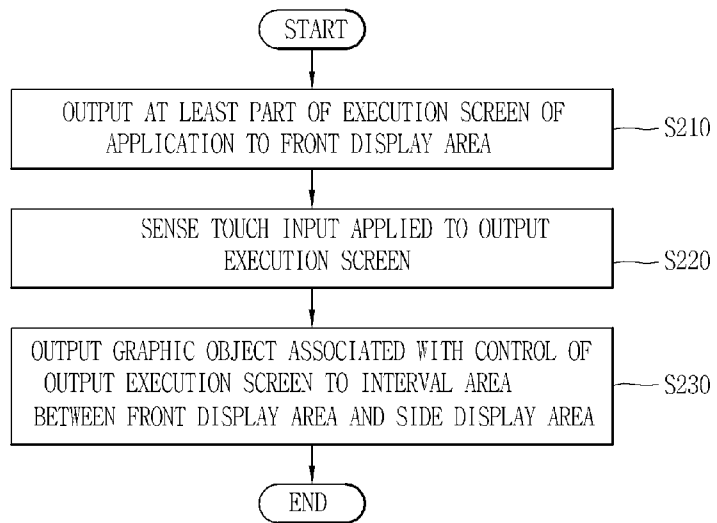 START
OUTPUT AT LEAST PART OF EXECUTION SCREEN OF
APPLICATION TO FRONT DISPLAY AREA
S210
SENSE TOUCH INPUT APPLIED TO OUTPUT
EXECUTION SCREEN
S220
OUTPUT GRAPHIC OBJECT ASSOCIATED WITH CONTROL OF
OUTPUT EXECUTION SCREEN TO INTERVAL AREA
BETWEEN FRONT DISPLAY AREA AND SIDE DISPLAY AREA
S230
END